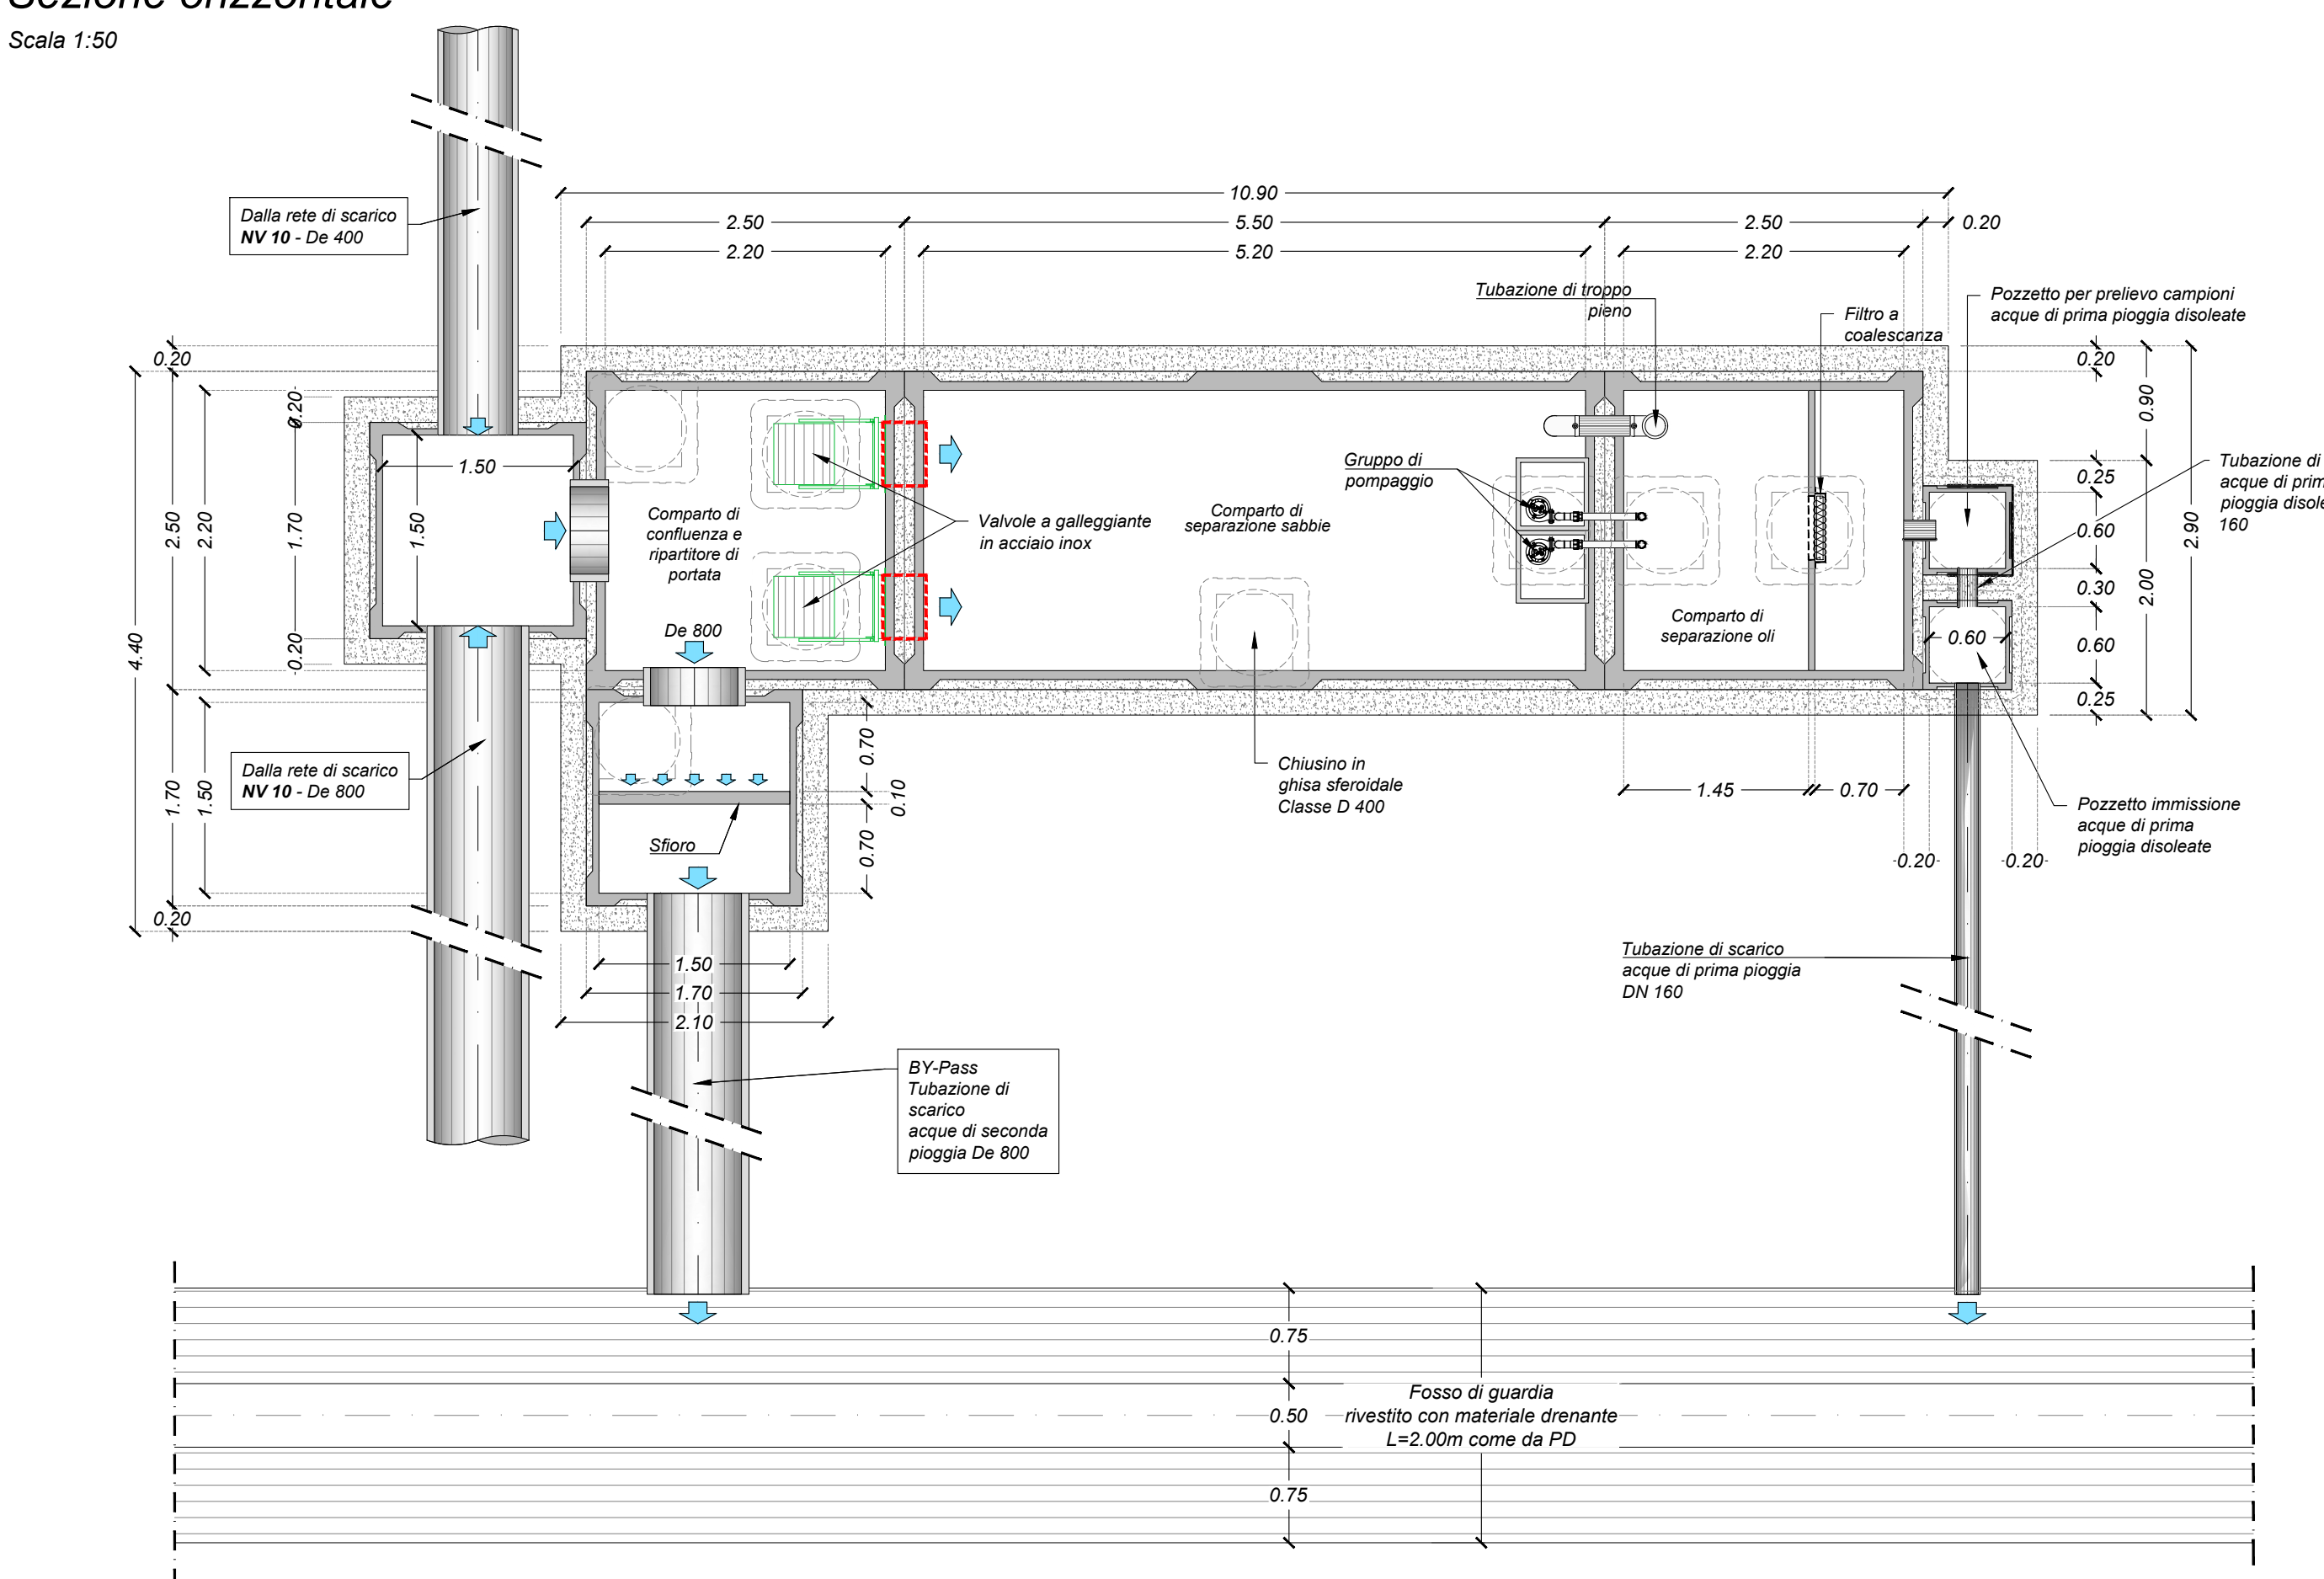 Sezione orizzontale
Scala 1:50
Dalla rete di scarico
NV 10 - De 400
10.90
2.50
5.50
2.50
0.20
2.20
5.20
2.20
Tubazione di troppo
pieno
Filtro a
coalescanza
Pozzetto per prelievo campioni
acque di prima pioggia disoleate
0.20
4.40
2.50
2.20
0.20
1.70
0.20
1.50
1.50
Comparto di
confluenza e
ripartitore di
portata
De 800
Valvole a galleggiante
in acciaio inox
Comparto di
separazione sabbie
Gruppo di
pompaggio
Comparto di
separazione oli
0.60
0.20
0.90
0.25
0.60
0.30
0.60
0.25
2.00
2.90
Tubazione di
acque di prim
pioggia disole
160
Dalla rete di scarico
NV 10 - De 800
1.70
1.50
0.20
0.70
0.10
0.70
Sfioro
Chiusino in
ghisa sferoidale
Classe D 400
1.45
0.70
0.20
0.20
Pozzetto immissione
acque di prima
pioggia disoleate
1.50
1.70
2.10
Tubazione di scarico
acque di prima pioggia
DN 160
BY-Pass
Tubazione di
scarico
acque di seconda
pioggia De 800
0.75
0.50
0.75
Fosso di guardia
rivestito con materiale drenante
L=2.00m come da PD